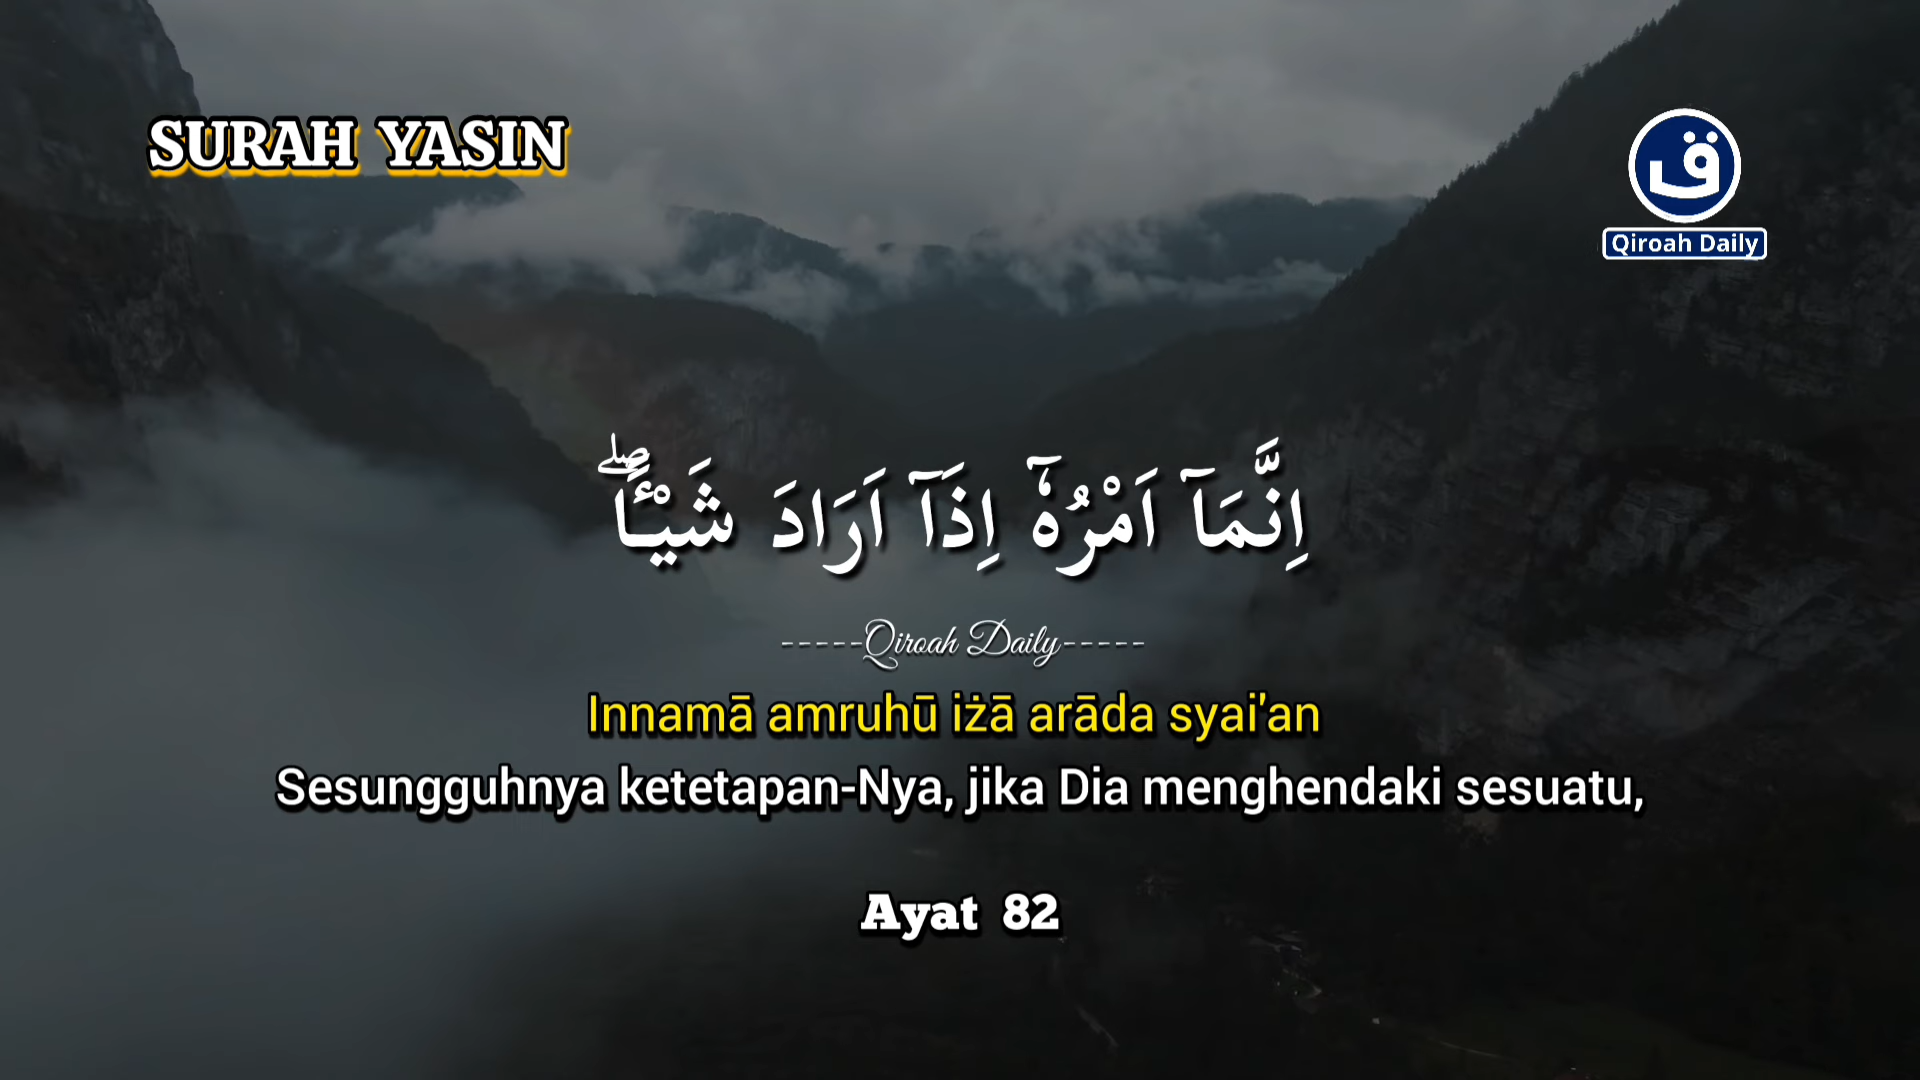 SURAH YASIN
ق
Qiroah Daily
اِنَّمَآ اَمْرُهٗٓ اِذَآ اَرَادَ شَيْـًٔاۖ
-----Qiroah Daily-----
Innamā amruhū iżā arāda syai'an
Sesungguhnya ketetapan-Nya, jika Dia menghendaki sesuatu,
Ayat 82